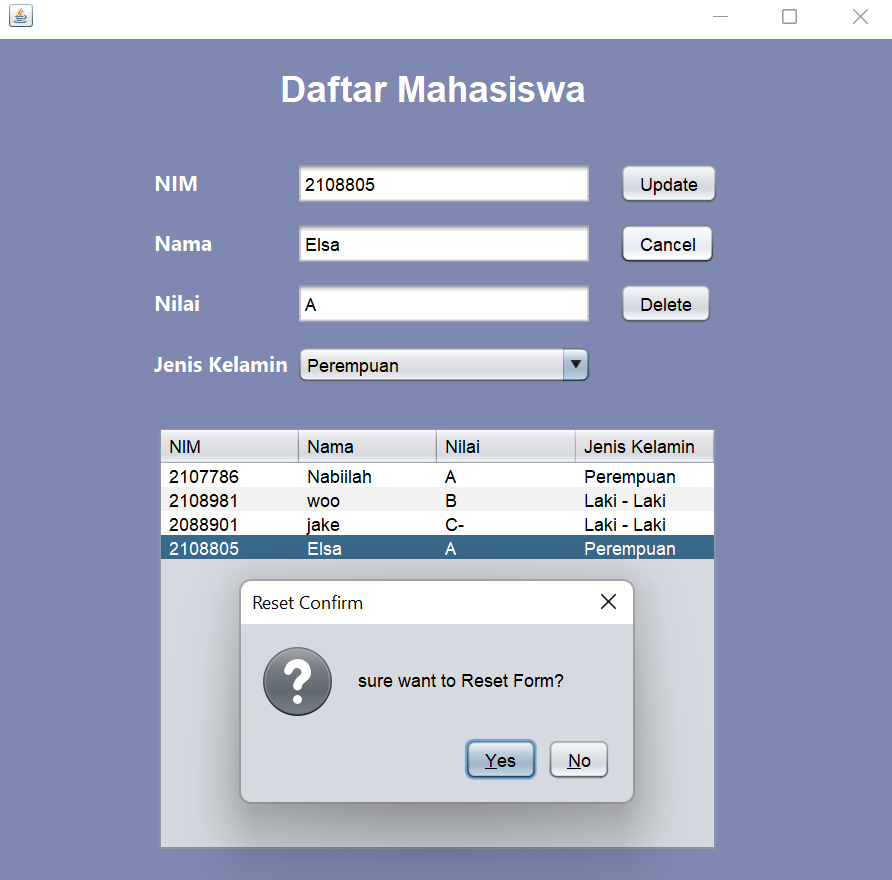 Daftar Mahasiswa
NIM 2108805 Update
Nama Elsa Cancel
Nilai A Delete
Jenis Kelamin Perempuan
NIM Nama Nilai Jenis Kelamin
2107786 Nabiilah A Perempuan
2108981 woo B Laki - Laki
2088901 jake C- Laki - Laki
2108805 Elsa A Perempuan
Reset Confirm
sure want to Reset Form?
Yes No